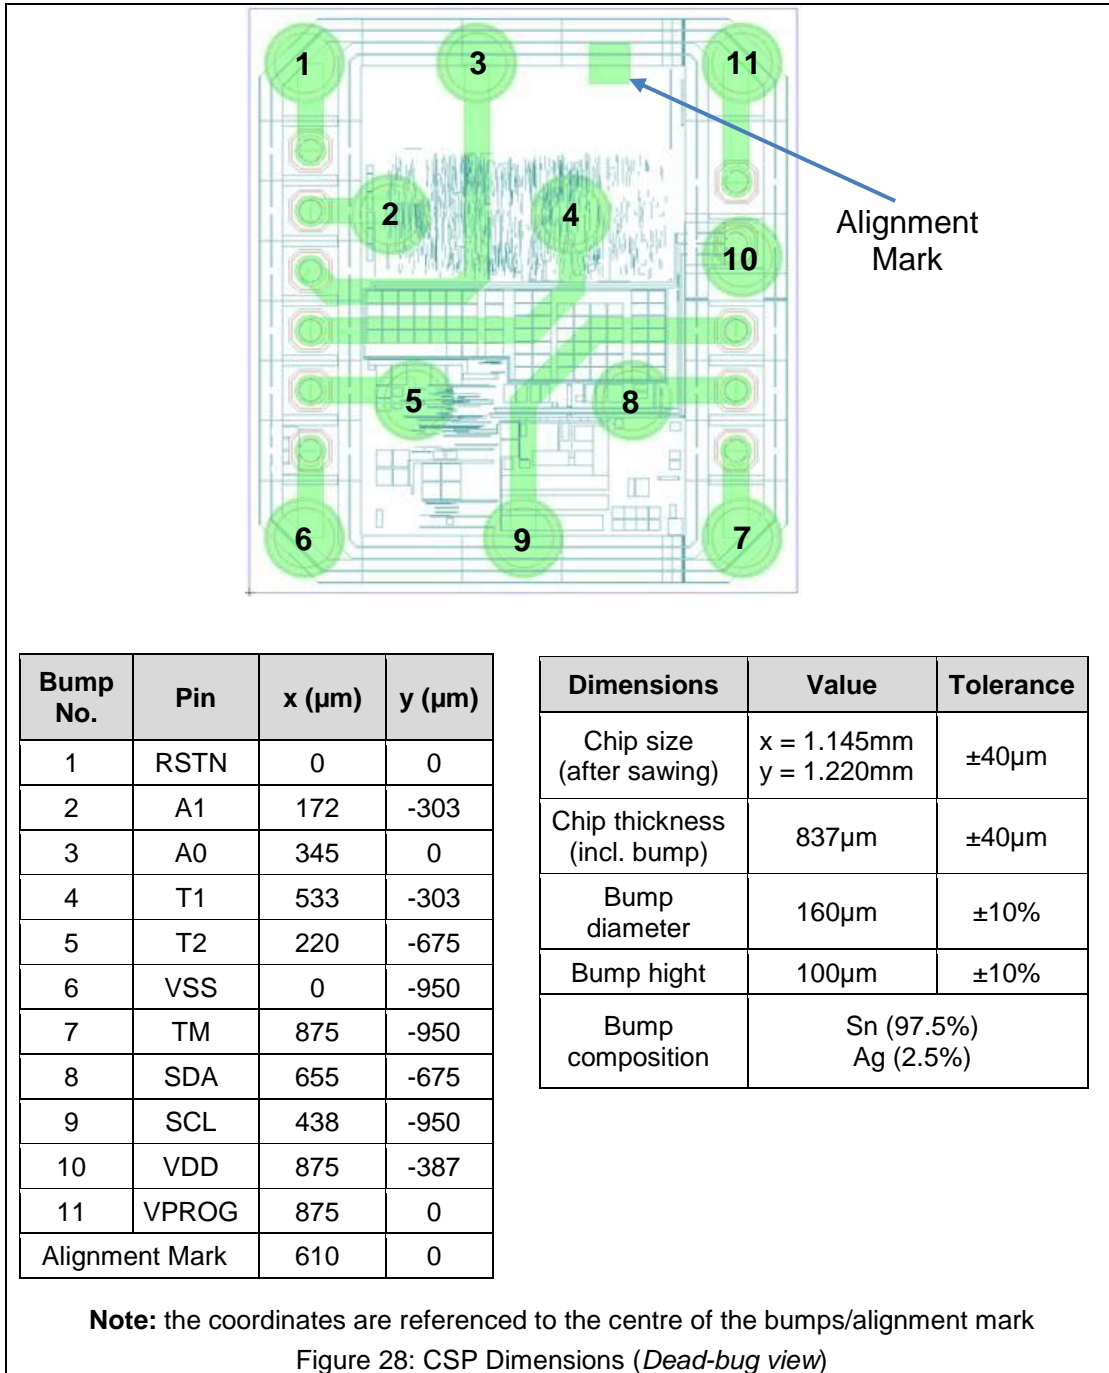 1 3 11
Alignment
Mark
2 4
10
5 8
6 9 7
Bump No. Pin x (µm) y (µm)
1 RSTN 0 0
2 A1 172 -303
3 A0 345 0
4 T1 533 -303
5 T2 220 -675
6 VSS 0 -950
7 TM 875 -950
8 SDA 655 -675
9 SCL 438 -950
10 VDD 875 -387
11 VPROG 875 0
Alignment Mark 610 0
Dimensions Value Tolerance
Chip size (after sawing) x = 1.145mm y = 1.220mm ±40µm
Chip thickness (incl. bump) 837µm ±40µm
Bump diameter 160µm ±10%
Bump hight 100µm ±10%
Bump composition Sn (97.5%) Ag (2.5%)
Note: the coordinates are referenced to the centre of the bumps/alignment mark
Figure 28: CSP Dimensions (Dead-bug view)